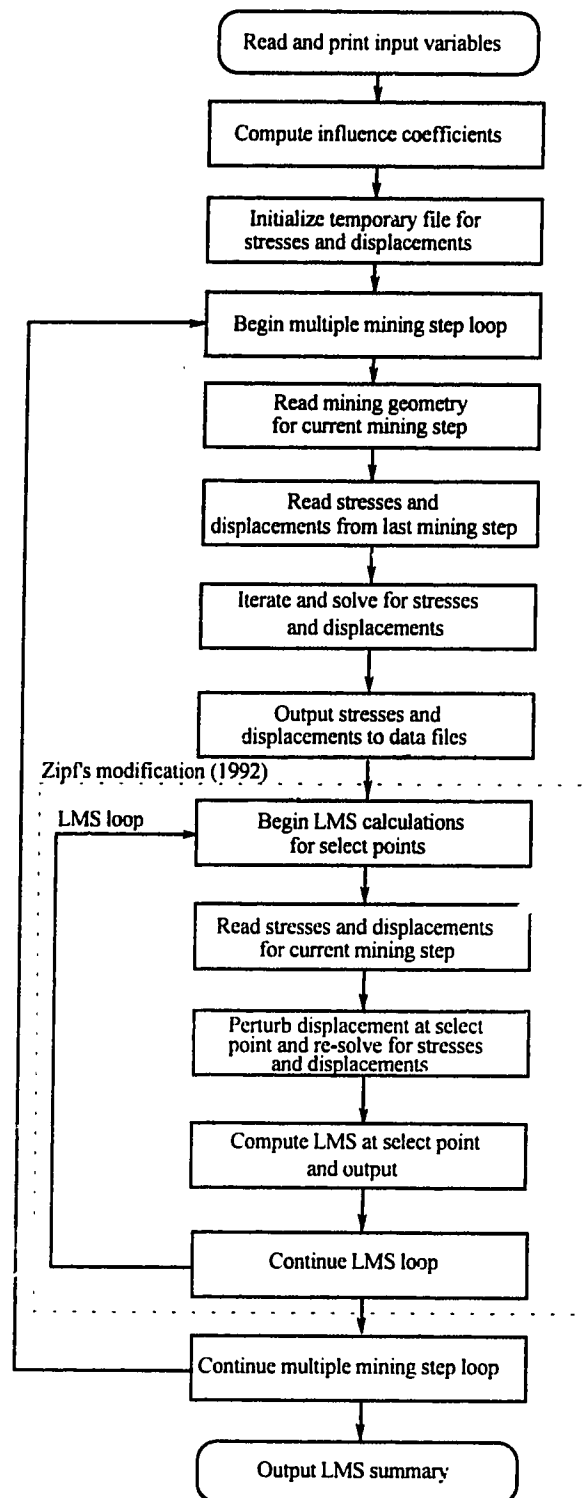 Read and print input variables
Compute influence coefficients
Initialize temporary file for
stresses and displacements
Begin multiple mining step loop
Read mining geometry
for current mining step
Read stresses and
displacements from last mining step
Iterate and solve for stresses
and displacements
Output stresses and
displacements to data files
Zipf's modification (1992)
LMS loop
Begin LMS calculations
for select points
Read stresses and displacements
for current mining step
Perturb displacement at select
point and re-solve for stresses
and displacements
Compute LMS at select point
and output
Continue LMS loop
Continue multiple mining step loop
Output LMS summary